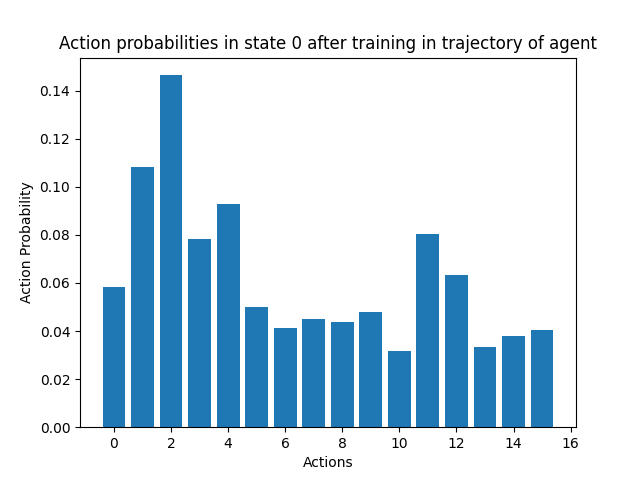 Action probabilities in state 0 after training in trajectory of agent
0.14
0.12
0.10
0.08
0.06
0.04
0.02
0.00
Action Probability
0 2 4 6 8 10 12 14 16
Actions